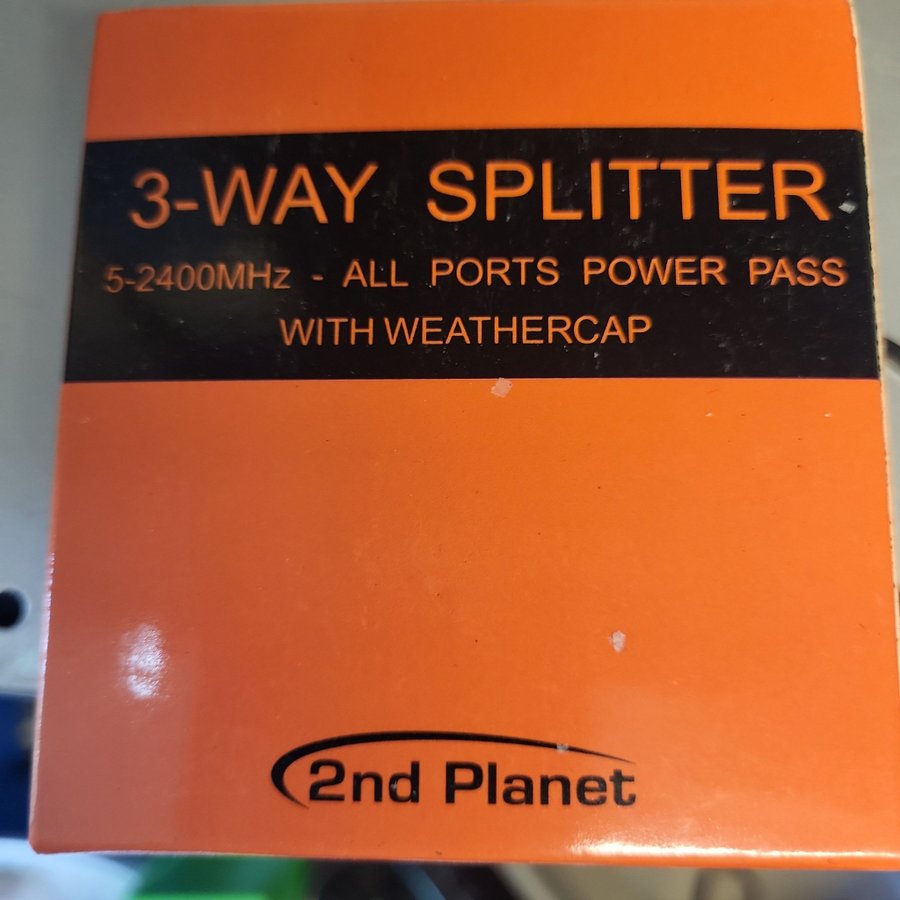 3-WAY SPLITTER
5-2400MHz - ALL PORTS POWER PASS
WITH WEATHERCAP
2nd Planet